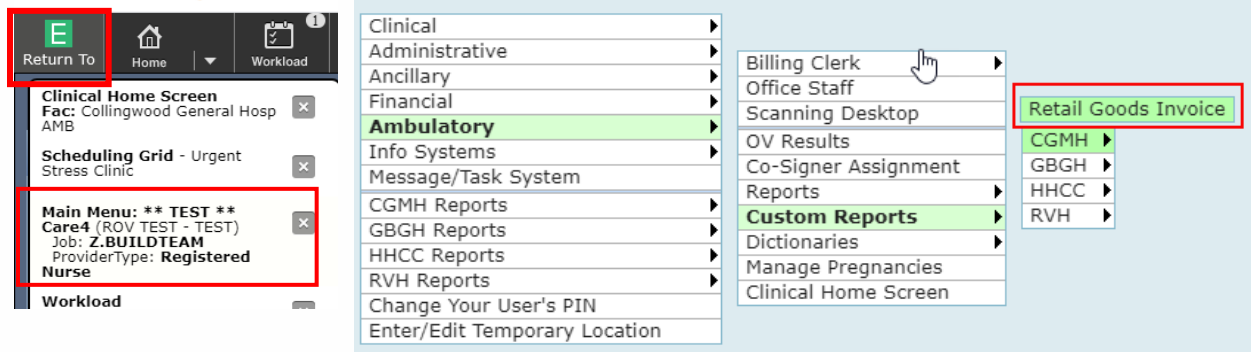 E
1
Return To
Home
Workload
Clinical Home Screen
Fac: Collingwood General Hosp
AMB
Scheduling Grid - Urgent
Stress Clinic
Main Menu: ** TEST **
Care4 (ROV TEST - TEST)
Job: Z.BUILDTEAM
ProviderType: Registered
Nurse
Workload
Clinical
Administrative
Ancillary
Financial
Ambulatory
Info Systems
Message/Task System
CGMH Reports
GBGH Reports
HHCC Reports
RVH Reports
Change Your User's PIN
Enter/Edit Temporary Location
Billing Clerk
Office Staff
Scanning Desktop
OV Results
Co-Signer Assignment
Reports
Custom Reports
Dictionaries
Manage Pregnancies
Clinical Home Screen
Retail Goods Invoice
CGMH
GBGH
HHCC
RVH